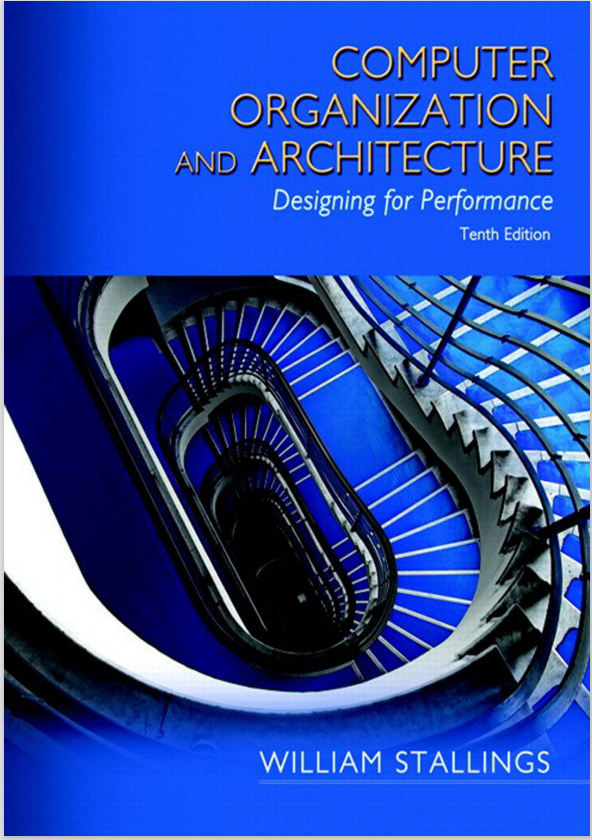 COMPUTER
ORGANIZATION
AND ARCHITECTURE
Designing for Performance
Tenth Edition
WILLIAM STALLINGS